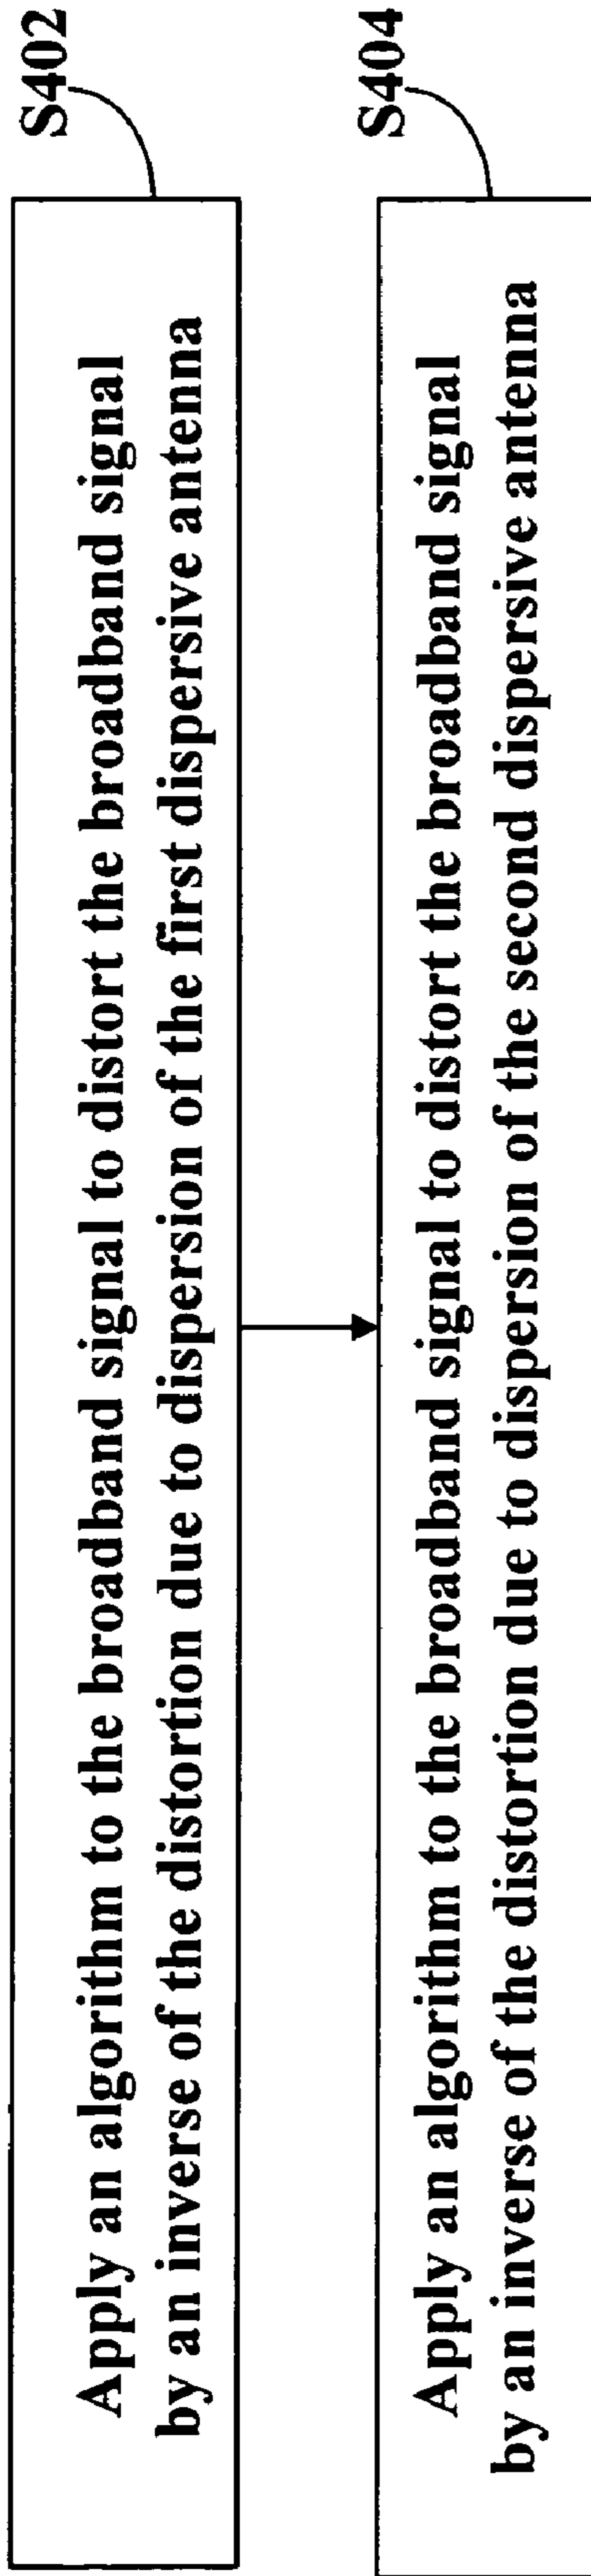 S402
Apply an algorithm to the broadband signal to distort the broadband signal
by an inverse of the distortion due to dispersion of the first dispersive antenna
S404
Apply an algorithm to the broadband signal to distort the broadband signal
by an inverse of the distortion due to dispersion of the second dispersive antenna